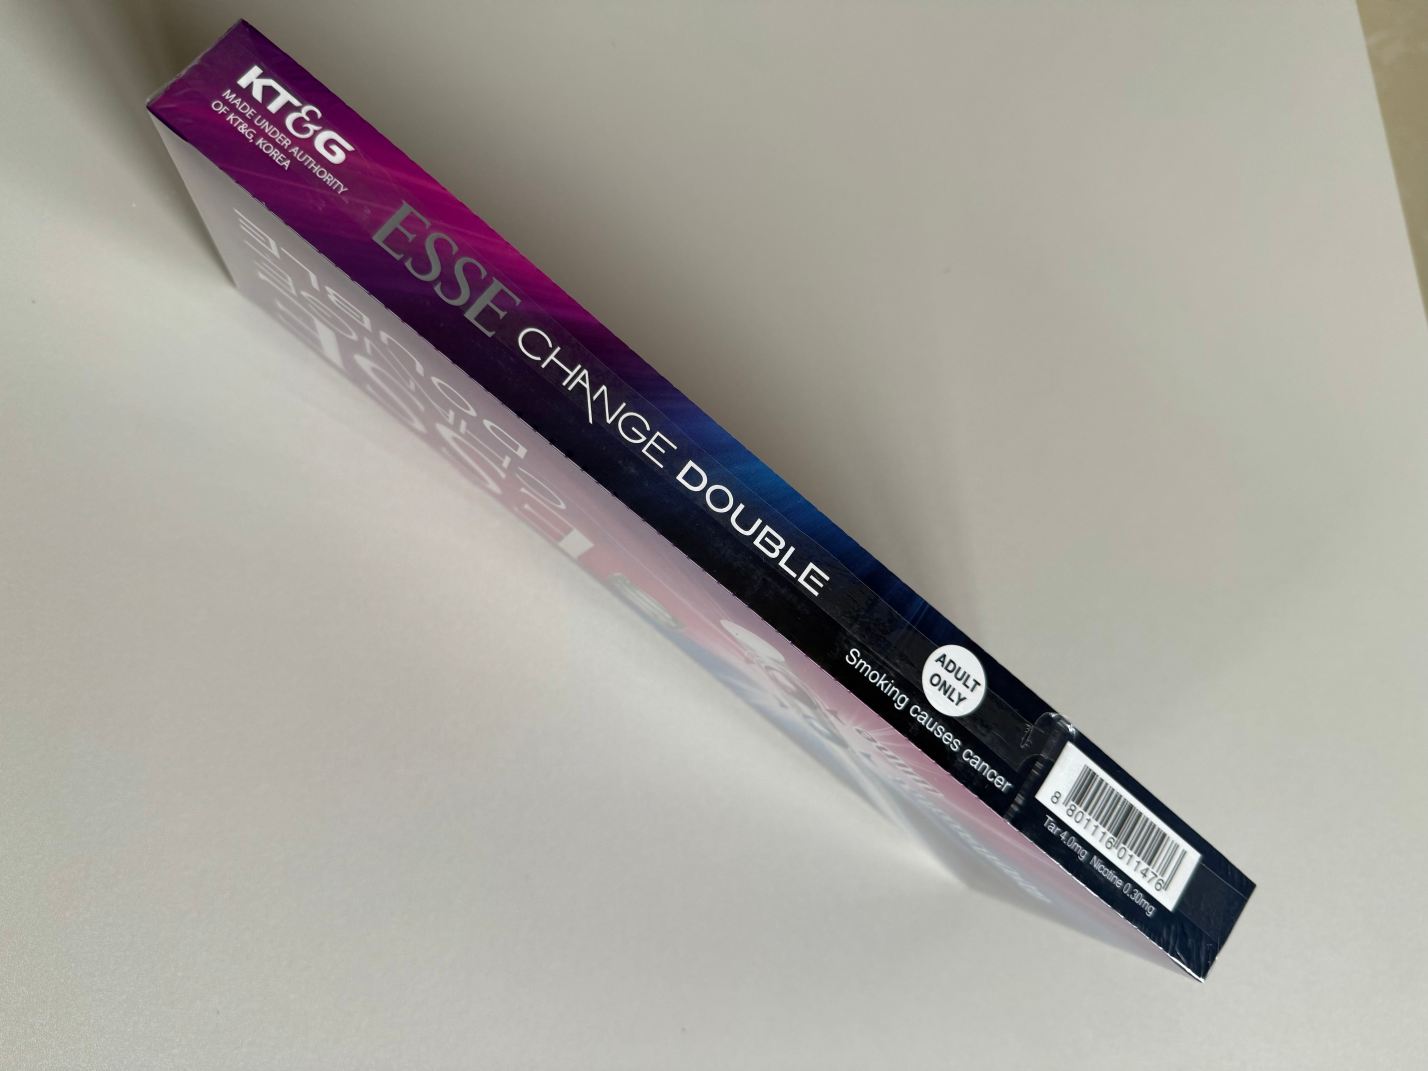 KT&G
MADE UNDER AUTHORITY
OF KT&G, KOREA
ESSE CHANGE DOUBLE
ADULT
ONLY
Smoking causes cancer
8 801116 011476
Tar 4.0mg Nicotine 0.30mg